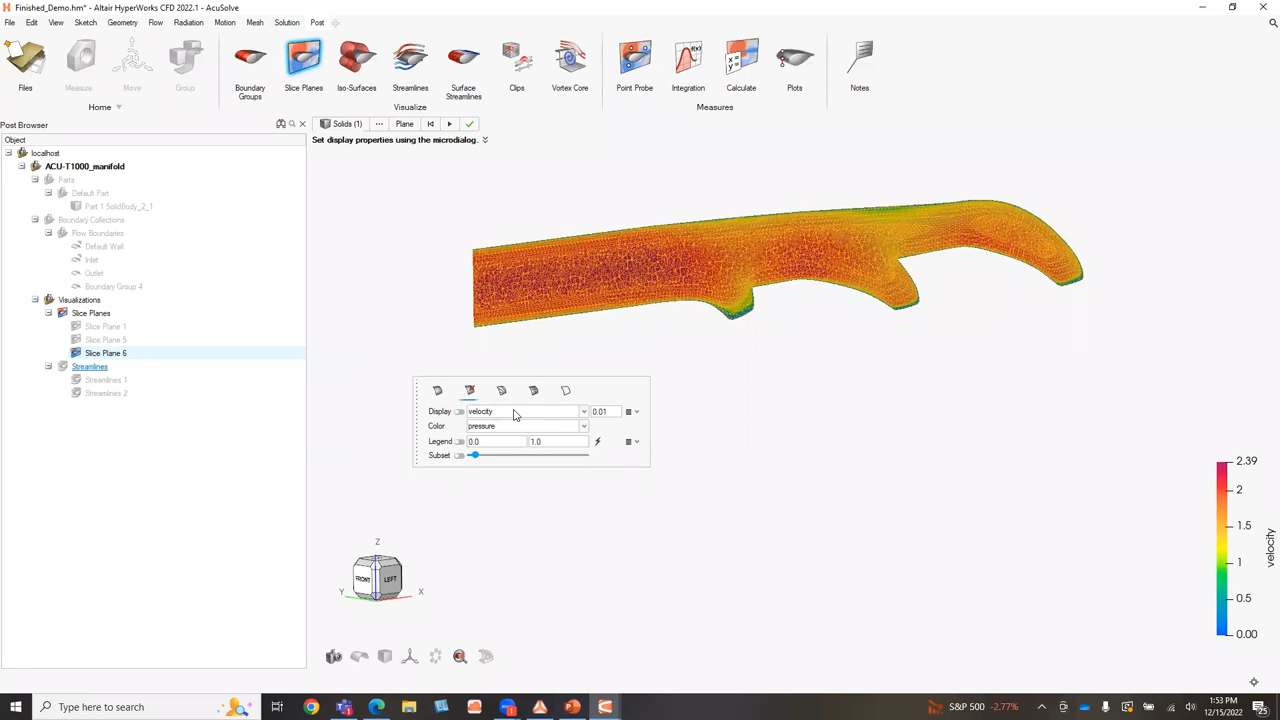 Finished_Demo.hm* - Altair HyperWorks CFD 2022.1 - AcuSolve
File Edit View Sketch Geometry Flow Radiation Motion Mesh Solution Post
Files Measure Move Group Boundary Groups Slice Planes Iso-Surfaces Streamlines Surface Streamlines Clips Vortex Core Point Probe Integration Calculate Plots Notes
f(x)
x =
y =
Home Visualize Measures
Post Browser
Solids (1) ... Plane
Object
Set display properties using the microdialog.
localhost
ACU-T1000_manifold
Parts
Default Part
Part 1 SolidBody_2_1
Boundary Collections
Flow Boundaries
Default Wall
Inlet
Outlet
Boundary Group 4
Visualizations
Slice Planes
Slice Plane 1
Slice Plane 5
Slice Plane 6
Streamlines
Streamlines 1
Streamlines 2
Display velocity 0.01
Color pressure
Legend 0.0 1.0
Subset
2.39
2
1.5
1
0.5
0.00
velocity
Z
FRONT LEFT
Y X
Type here to search
S&P 500 -2.77%
1:53 PM
12/15/2022